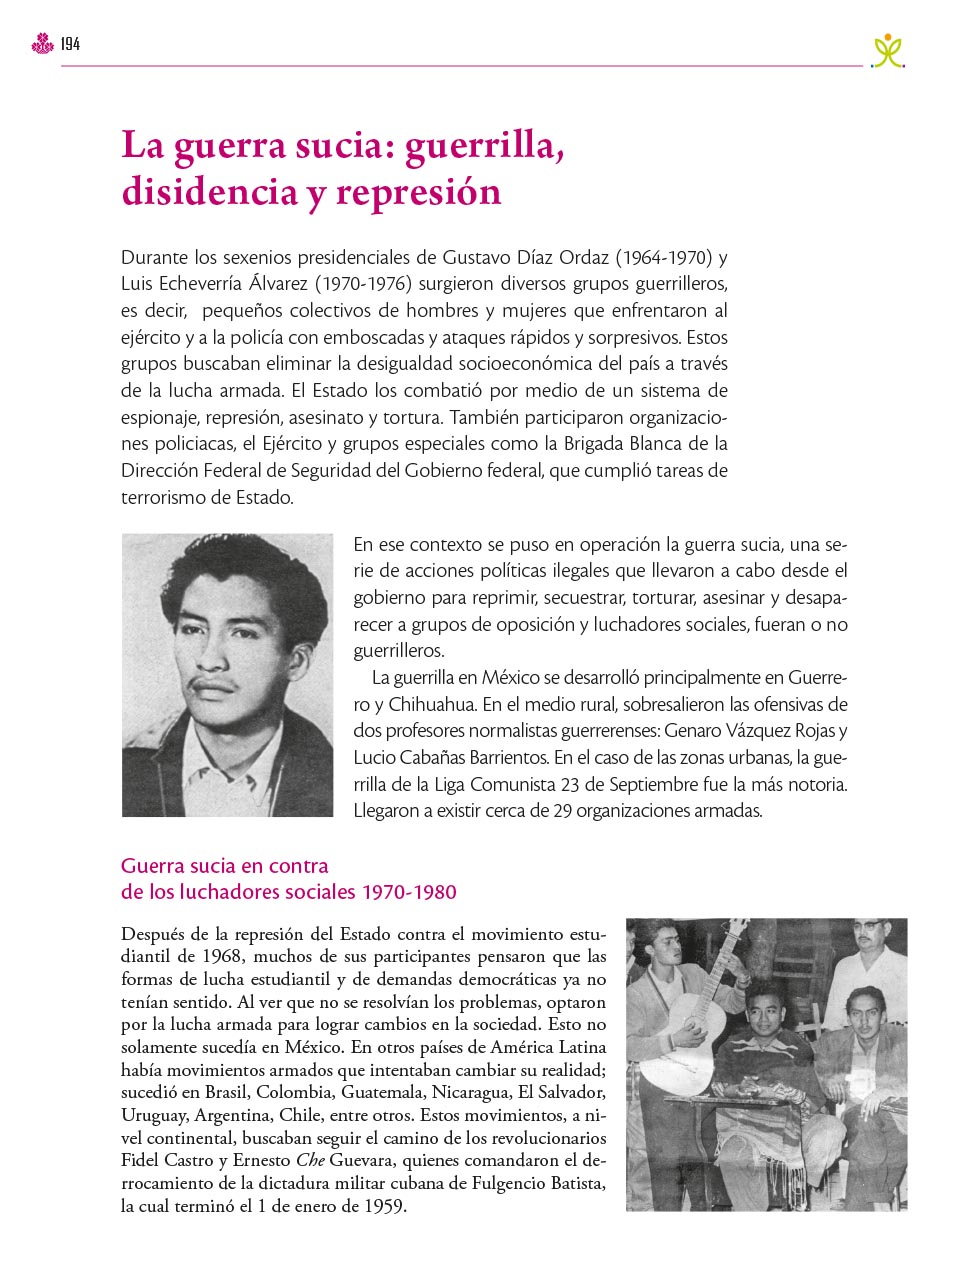 194
La guerra sucia: guerrilla,
disidencia y represión
Durante los sexenios presidenciales de Gustavo Díaz Ordaz (1964-1970) y
Luis Echeverría Álvarez (1970-1976) surgieron diversos grupos guerrilleros,
es decir, pequeños colectivos de hombres y mujeres que enfrentaron al
ejército y a la policía con emboscadas y ataques rápidos y sorpresivos. Estos
grupos buscaban eliminar la desigualdad socioeconómica del país a través
de la lucha armada. El Estado los combatió por medio de un sistema de
espionaje, represión, asesinato y tortura. También participaron organizacio-
nes policiacas, el Ejército y grupos especiales como la Brigada Blanca de la
Dirección Federal de Seguridad del Gobierno federal, que cumplió tareas de
terrorismo de Estado.
En ese contexto se puso en operación la guerra sucia, una se-
rie de acciones políticas ilegales que llevaron a cabo desde el
gobierno para reprimir, secuestrar, torturar, asesinar y desapa-
recer a grupos de oposición y luchadores sociales, fueran o no
guerrilleros.
La guerrilla en México se desarrolló principalmente en Guerre-
ro y Chihuahua. En el medio rural, sobresalieron las ofensivas de
dos profesores normalistas guerrerenses: Genaro Vázquez Rojas y
Lucio Cabañas Barrientos. En el caso de las zonas urbanas, la gue-
rrilla de la Liga Comunista 23 de Septiembre fue la más notoria.
Llegaron a existir cerca de 29 organizaciones armadas.
Guerra sucia en contra
de los luchadores sociales 1970-1980
Después de la represión del Estado contra el movimiento estu-
diantil de 1968, muchos de sus participantes pensaron que las
formas de lucha estudiantil y de demandas democráticas ya no
tenían sentido. Al ver que no se resolvían los problemas, optaron
por la lucha armada para lograr cambios en la sociedad. Esto no
solamente sucedía en México. En otros países de América Latina
había movimientos armados que intentaban cambiar su realidad;
sucedió en Brasil, Colombia, Guatemala, Nicaragua, El Salvador,
Uruguay, Argentina, Chile, entre otros. Estos movimientos, a ni-
vel continental, buscaban seguir el camino de los revolucionarios
Fidel Castro y Ernesto Che Guevara, quienes comandaron el de-
rrocamiento de la dictadura militar cubana de Fulgencio Batista,
la cual terminó el 1 de enero de 1959.